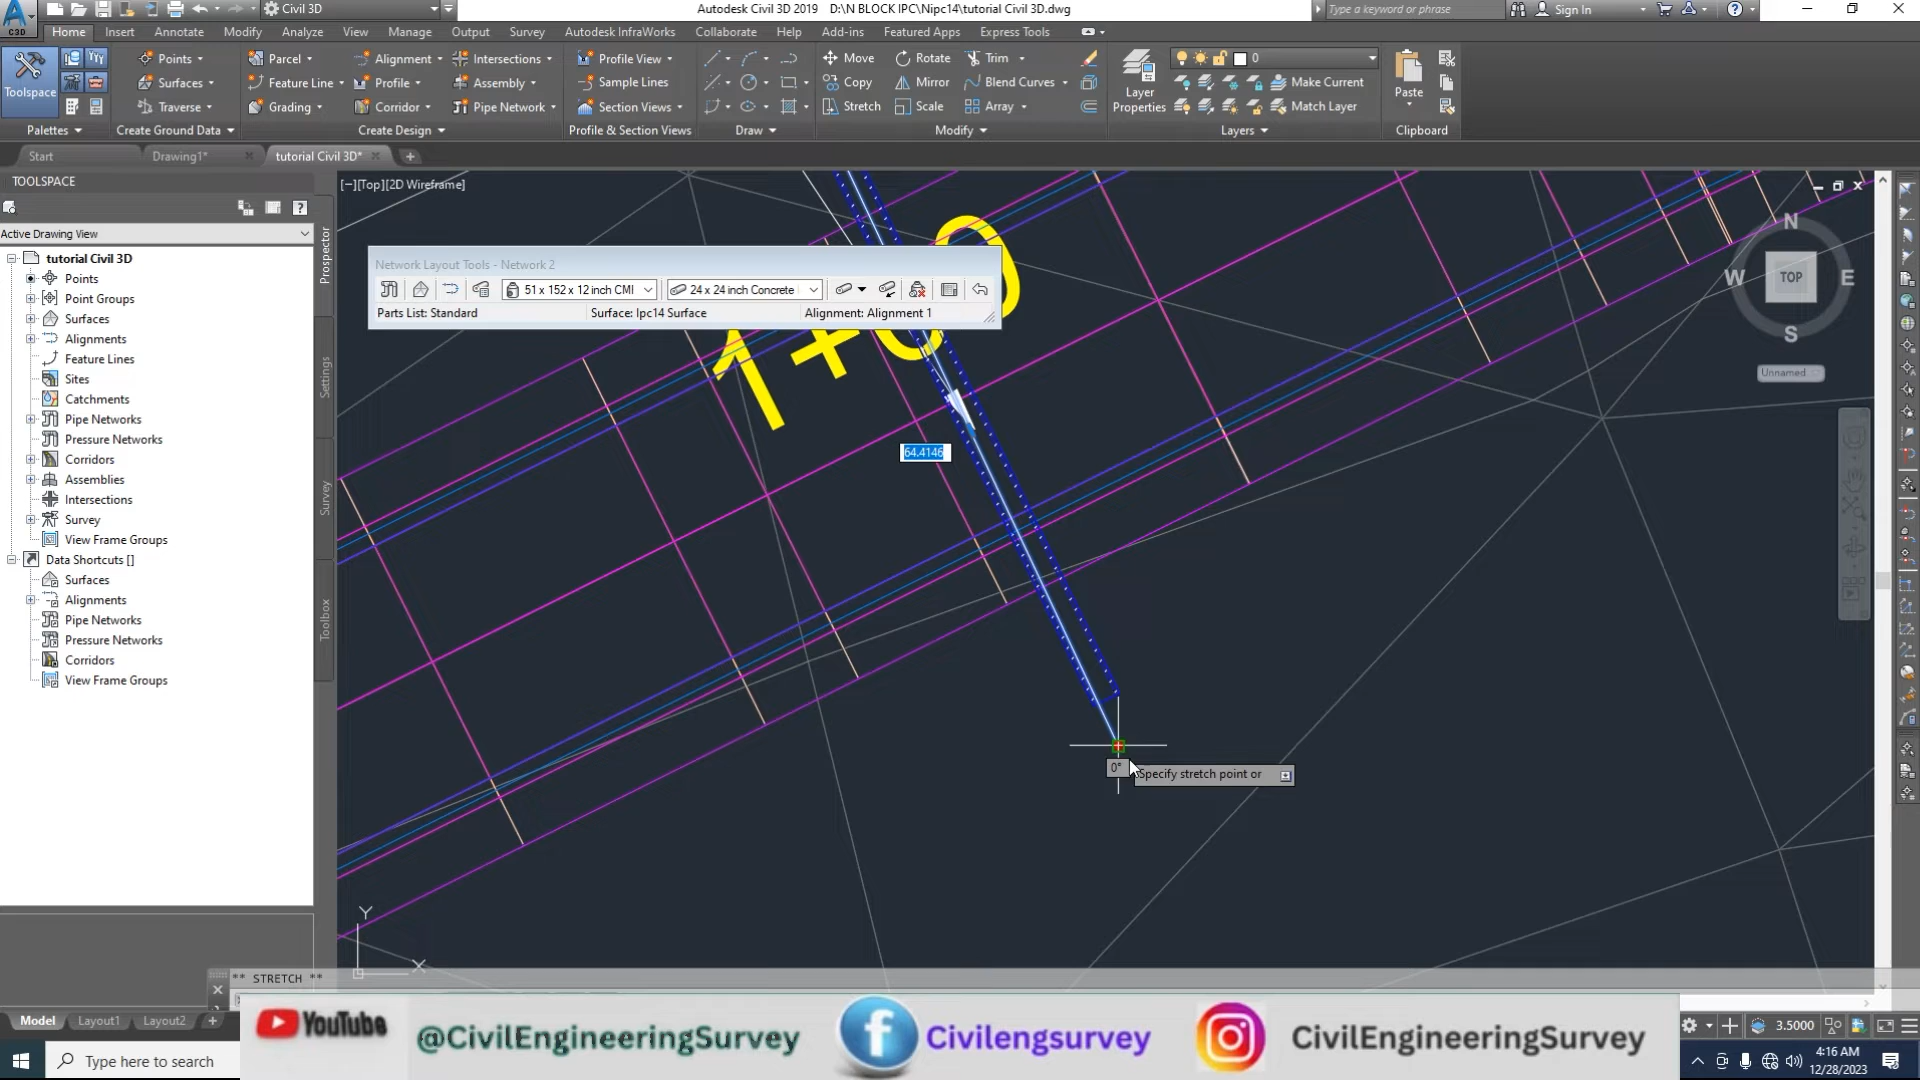 Autodesk Civil 3D 2019 D:\N BLOCK IPC\Nipc14\tutorial Civil 3D.dwg
Civil 3D
Type a keyword or phrase
Sign In
C3D
Home Insert Annotate Modify Analyze View Manage Output Survey Autodesk InfraWorks Collaborate Help Add-ins Featured Apps Express Tools
Toolspace
Points Parcel Alignment Intersections Profile View Move Rotate Trim 0
Surfaces Feature Line Profile Assembly Sample Lines Copy Mirror Blend Curves Make Current
Traverse Grading Corridor Pipe Network Section Views Stretch Scale Array Match Layer
Layer Properties
Paste
Palettes Create Ground Data Create Design Profile & Section Views Draw Modify Layers Clipboard
Start Drawing1* tutorial Civil 3D*
TOOLSPACE
[−][Top][2D Wireframe]
Active Drawing View
tutorial Civil 3D
Points
Point Groups
Surfaces
Alignments
Feature Lines
Sites
Catchments
Pipe Networks
Pressure Networks
Corridors
Assemblies
Intersections
Survey
View Frame Groups
Data Shortcuts []
Surfaces
Alignments
Pipe Networks
Pressure Networks
Corridors
View Frame Groups
Prospector
Settings
Survey
Toolbox
Network Layout Tools - Network 2
51 x 152 x 12 inch CMI
24 x 24 inch Concrete
Parts List: Standard Surface: Ipc14 Surface Alignment: Alignment 1
64.4146
0°
Specify stretch point or
N
W TOP E
S
Unnamed
Y
X
** STRETCH **
Model Layout1 Layout2
3.5000
YouTube @CivilEngineeringSurvey Civilengsurvey CivilEngineeringSurvey
Type here to search
4:16 AM
12/28/2023